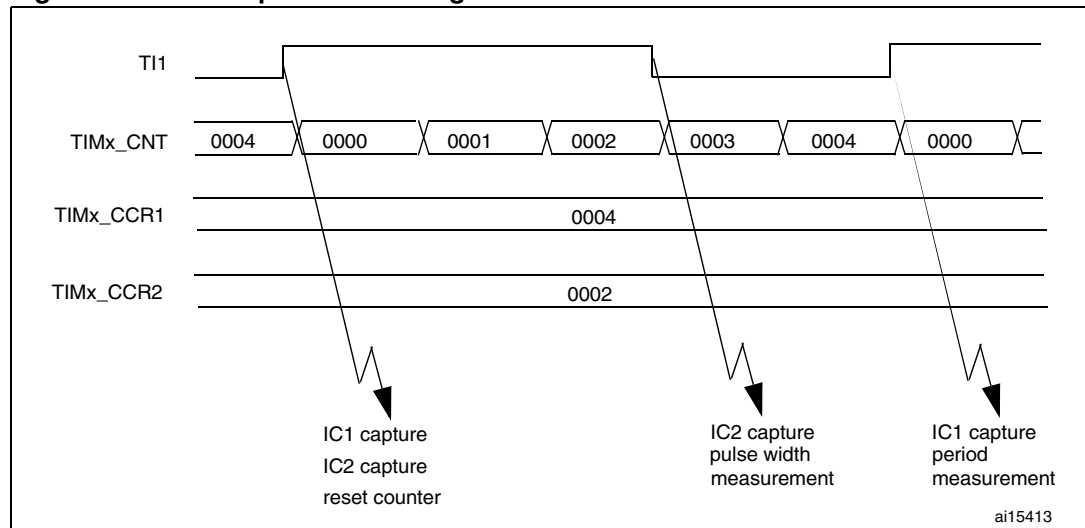 TI1
TIMx_CNT 0004 0000 0001 0002 0003 0004 0000
TIMx_CCR1 0004
TIMx_CCR2 0002
IC1 capture
IC2 capture
reset counter
IC2 capture
pulse width
measurement
IC1 capture
period
measurement
ai15413